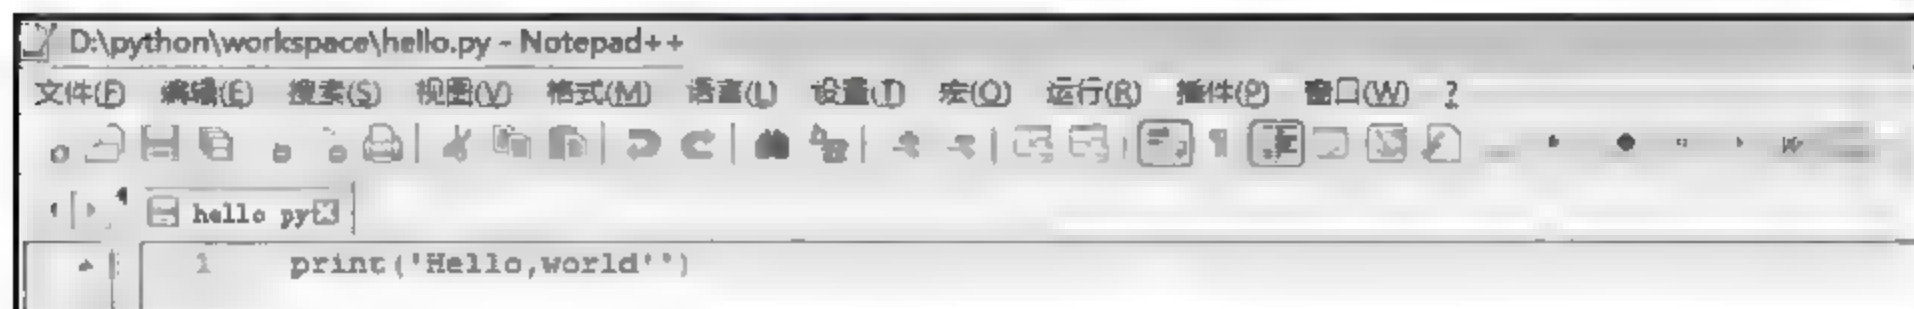 D:\python\workspace\hello.py - Notepad++
文件(F) 编辑(E) 搜索(S) 视图(V) 格式(M) 语言(L) 设置(T) 宏(O) 运行(R) 插件(P) 窗口(W) ?
hello py
1 print('Hello,world'')